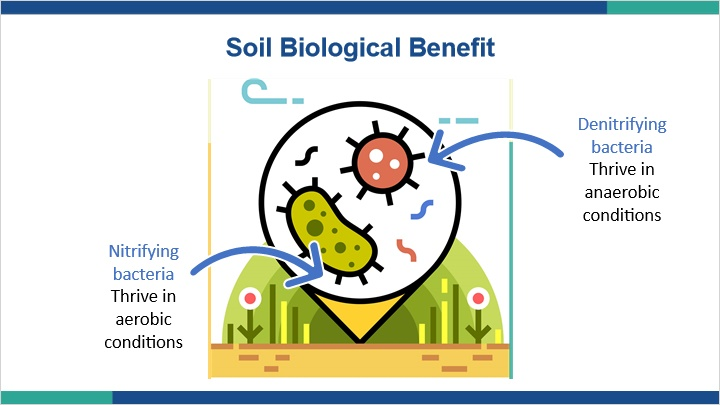 Soil Biological Benefit
Denitrifying
bacteria
Thrive in
anaerobic
conditions
Nitrifying
bacteria
Thrive in
aerobic
conditions